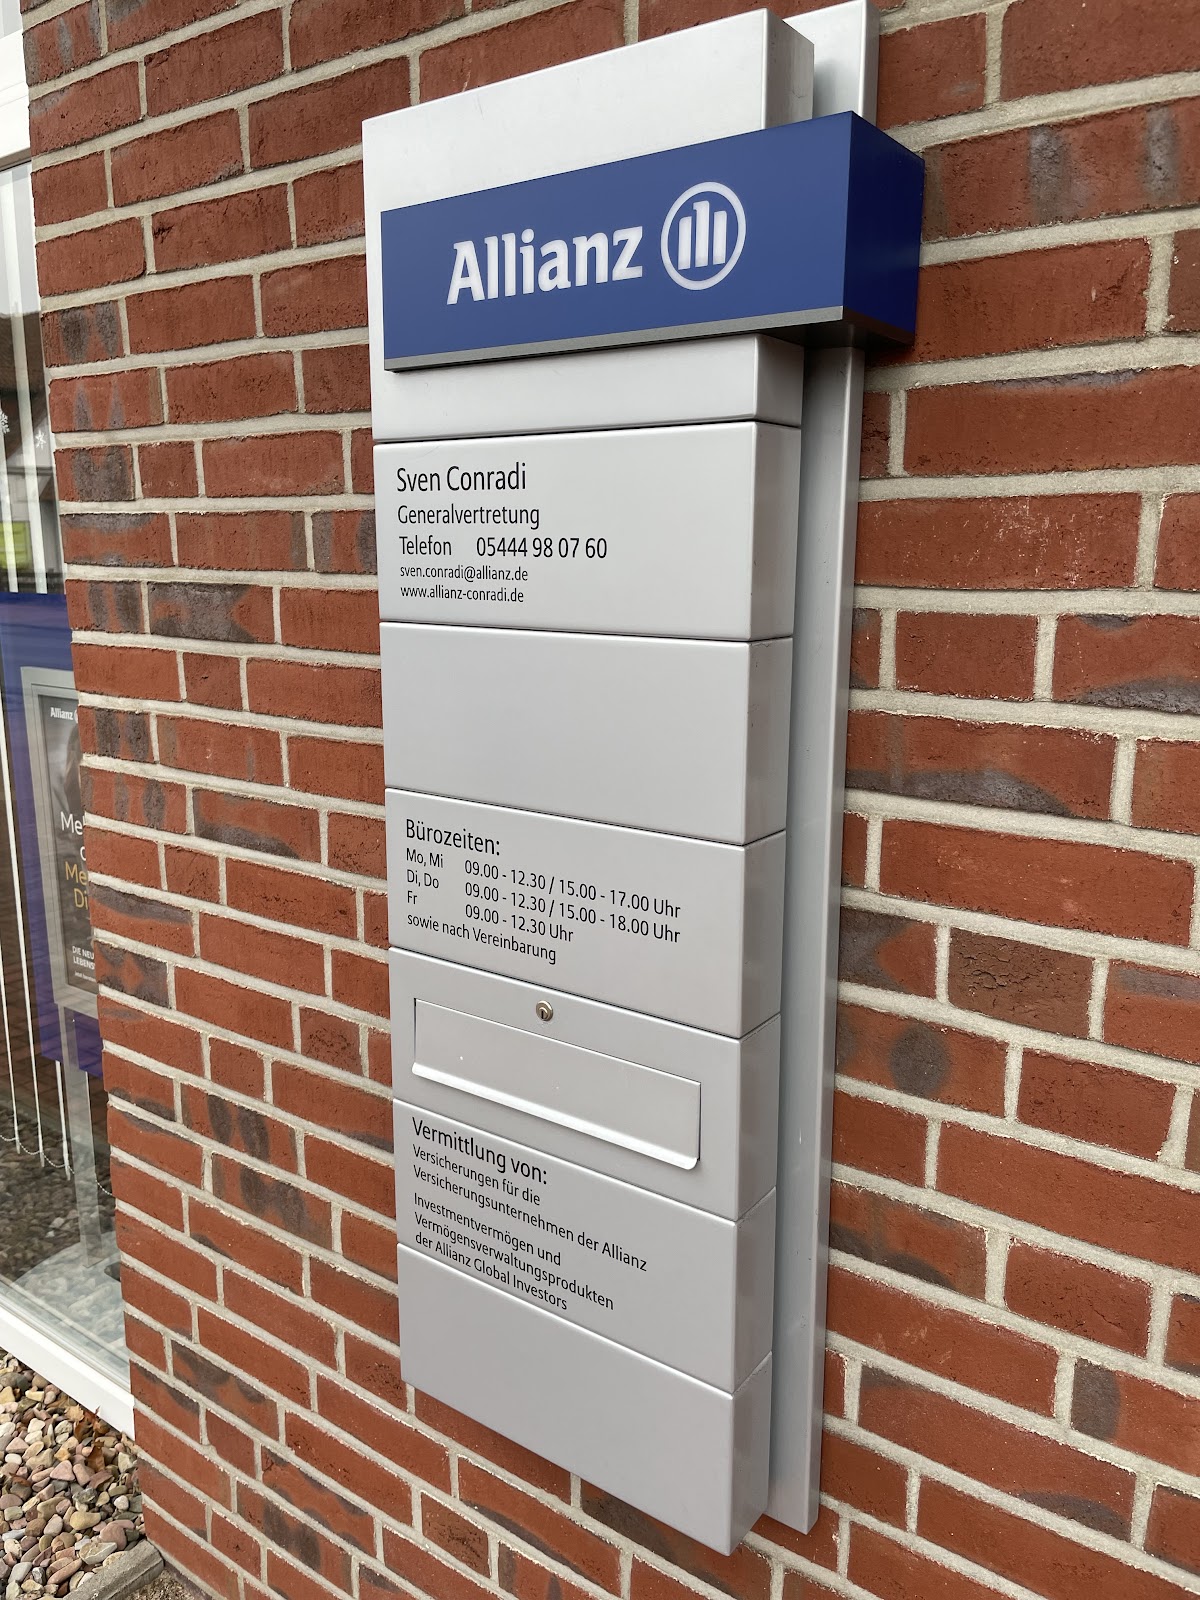 Allianz
Sven Conradi
Generalvertretung
Telefon 05444 98 07 60
sven.conradi@allianz.de
www.allianz-conradi.de
Bürozeiten:
Mo, Mi 09.00 - 12.30 / 15.00 - 17.00 Uhr
Di, Do 09.00 - 12.30 / 15.00 - 18.00 Uhr
Fr 09.00 - 12.30 Uhr
sowie nach Vereinbarung
Vermittlung von:
Versicherungen für die
Versicherungsunternehmen der Allianz
Investmentvermögen und
Vermögensverwaltungsprodukten
der Allianz Global Investors
Allianz
DIE NEU